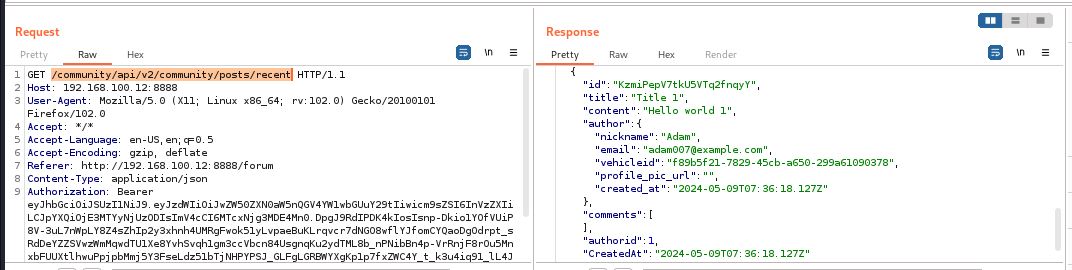 Request
Pretty Raw Hex
\n
1 GET /community/api/v2/community/posts/recent HTTP/1.1
2 Host: 192.168.100.12:8888
3 User-Agent: Mozilla/5.0 (X11; Linux x86_64; rv:102.0) Gecko/20100101
Firefox/102.0
4 Accept: */*
5 Accept-Language: en-US,en;q=0.5
6 Accept-Encoding: gzip, deflate
7 Referer: http://192.168.100.12:8888/forum
8 Content-Type: application/json
9 Authorization: Bearer
Response
Pretty Raw Hex Render
\n
{
"id":"KzmiPepV7tkU5VTq2fnqyY",
"title":"Title 1",
"content":"Hello world 1",
"author":{
"nickname":"Adam",
"email":"adam007@example.com",
"vehicleid":"f89b5f21-7829-45cb-a650-299a61090378",
"profile_pic_url":"",
"created_at":"2024-05-09T07:36:18.127Z"
},
"comments":[
],
"authorid":1,
"CreatedAt":"2024-05-09T07:36:18.127Z"